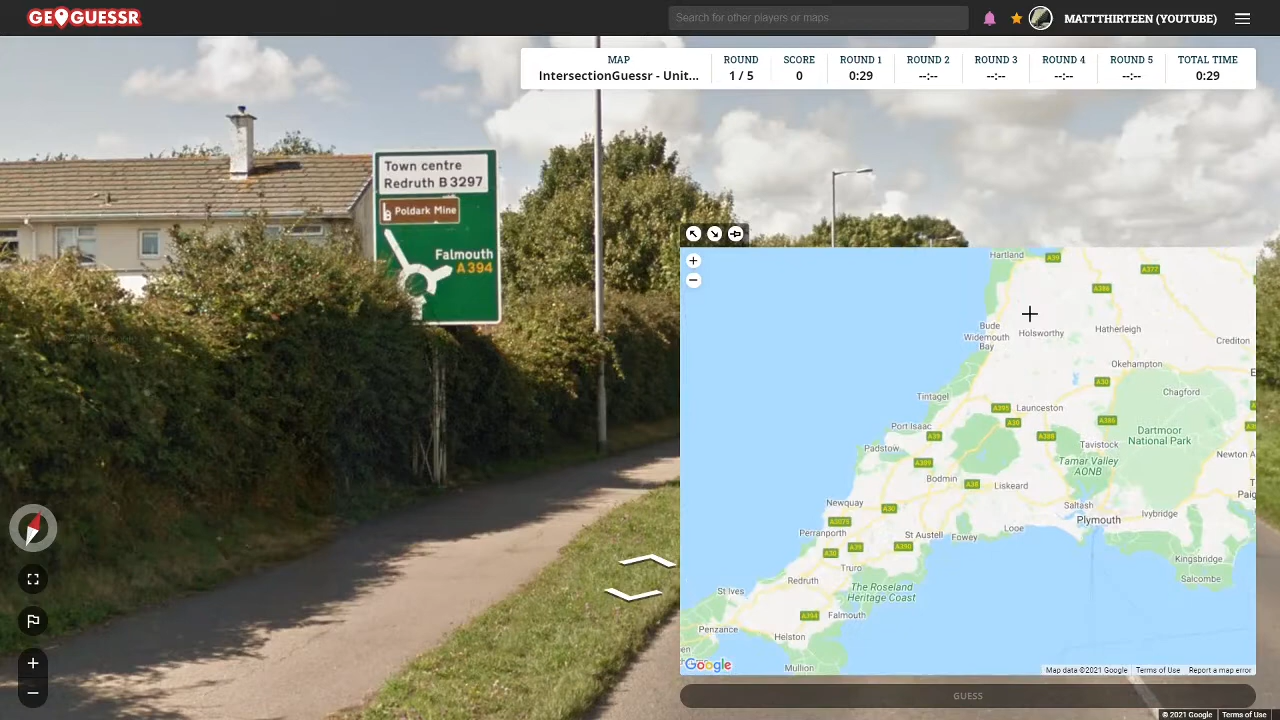 GEOGUESSR
Search for other players or maps
MATTTHIRTEEN (YOUTUBE)
MAP
IntersectionGuessr - Unit...
ROUND
1 / 5
SCORE
0
ROUND 1
0:29
ROUND 2
--:--
ROUND 3
--:--
ROUND 4
--:--
ROUND 5
--:--
TOTAL TIME
0:29
Town centre
Redruth B 3297
Poldark Mine
Falmouth
A 394
+
−
Hartland
A39
A377
A386
Bude
Widemouth
Bay
Holsworthy
Hatherleigh
Crediton
Okehampton
A30
Chagford
Tintagel
A395
Launceston
A30
A386
Port Isaac
A39
A388
Dartmoor
National Park
Tavistock
Padstow
A389
Tamar Valley
AONB
Newton A
Bodmin
A38
Liskeard
Paig
Newquay
A30
Saltash
Ivybridge
A3075
Plymouth
Perranporth
St Austell
Fowey
Looe
A30
A39
A390
Kingsbridge
Truro
Salcombe
Redruth
St Ives
The Roseland
Heritage Coast
A394
Falmouth
Penzance
Helston
en
Mullion
Google
Map data ©2021 Google
Terms of Use
Report a map error
+
−
GUESS
© 2021 Google
Terms of Use